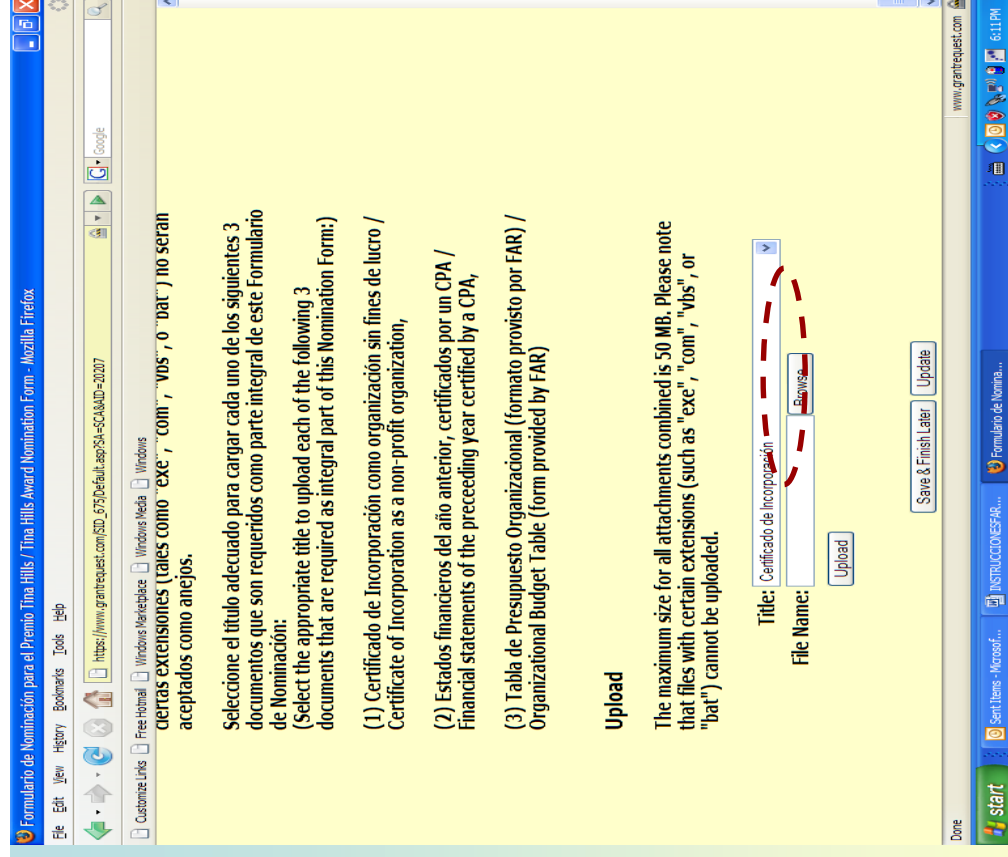 Formulario de Nominación para el Premio Tina Hills / Tina Hills Award Nomination Form - Mozilla Firefox
File Edit View History Bookmarks Tools Help
https://www.grantrequest.com/SID_675/Default.asp?SA=SCA&AID=20207
Google
Customize Links Free Hotmail Windows Marketplace Windows Media Windows
ciertas extensiones (tales como "exe", "com", "vbs", o "bat") no serán
aceptados como anejos.
Seleccione el título adecuado para cargar cada uno de los siguientes 3
documentos que son requeridos como parte integral de este Formulario
de Nominación:
(Select the appropriate title to upload each of the following 3
documents that are required as integral part of this Nomination Form:)
(1) Certificado de Incorporación como organización sin fines de lucro /
Certificate of Incorporation as a non-profit organization,
(2) Estados financieros del año anterior, certificados por un CPA /
Financial statements of the preceeding year certified by a CPA,
(3) Tabla de Presupuesto Organizacional (formato provisto por FAR) /
Organizational Budget Table (form provided by FAR)
Upload
The maximum size for all attachments combined is 50 MB. Please note
that files with certain extensions (such as "exe", "com", "vbs", or
"bat") cannot be uploaded.
Title: Certificado de Incorporación
File Name: Browse
Upload
Save & Finish Later Update
Done www.grantrequest.com
start Sent Items - Microsof... INSTRUCCIONESFAR... Formulario de Nomina... 6:11 PM